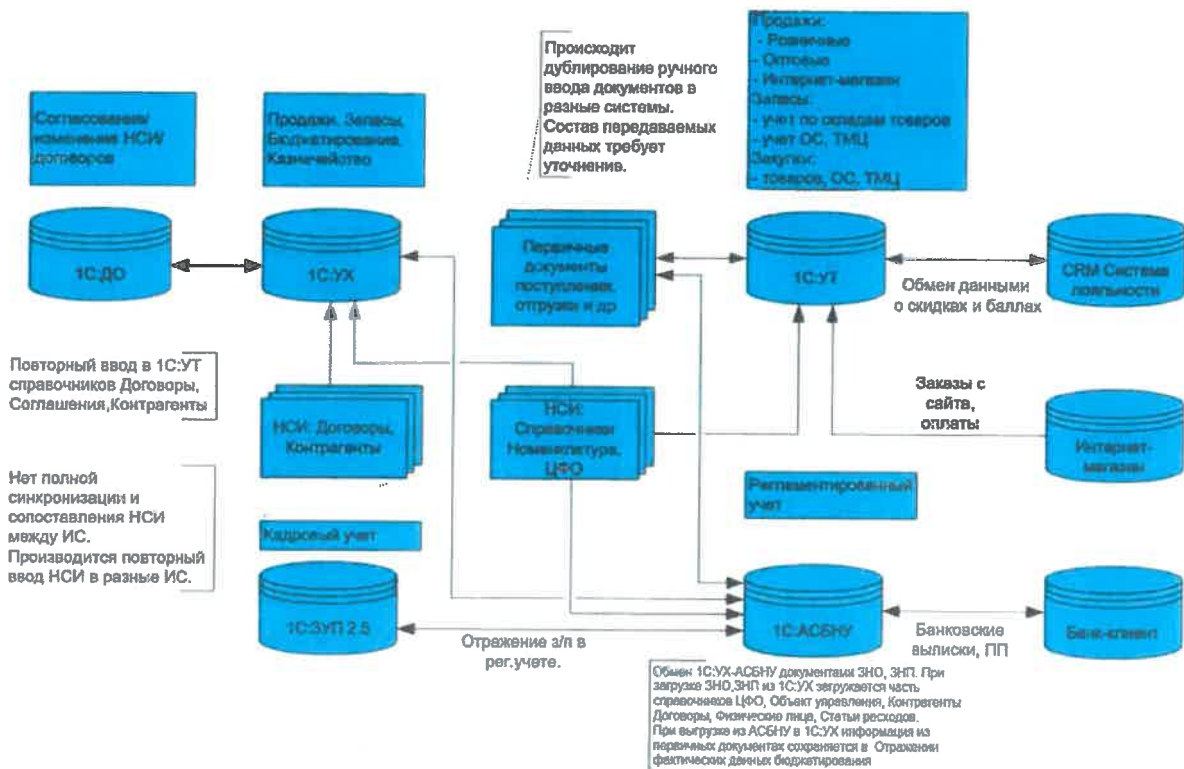 Происходит
дублирование ручного
ввода документов в
разные системы.
Состав передаваемых
данных требует
уточнение.
Продажи:
- Розничные
- Оптовые
- Интернет-магазин
Запасы:
- учет по складам товаров
- учет ОС, ТМЦ
Закупки:
- товаров, ОС, ТМЦ
Согласование
изменения НСИ/
договоров
Продажи, Запасы,
Бюджетирование,
Казначейство
1С:ДО
1С:УХ
Первичные
документы
поступления,
отгрузки и др
1С:УТ
CRM Система
лояльности
Обмен данными
о скидках и баллах
Повторный ввод в 1С:УТ
справочников Договоры,
Соглашения,Контрагенты
НСИ: Договоры,
Контрагенты
НСИ:
Справочники
Номенклатура,
ЦФО
Заказы с
сайта,
оплаты
Интернет-
магазин
Нет полной
синхронизации и
сопоставления НСИ
между ИС.
Производится повторный
ввод НСИ в разные ИС.
Регламентированный
учет
Кадровый учет
1С:ЗУП 2.5
Отражение з/п в
рег.учете.
1С:АСБНУ
Банковские
выписки, ПП
Банк-клиент
Обмен 1С:УХ-АСБНУ документами ЗНО, ЗНП. При
загрузке ЗНО,ЗНП из 1С:УХ загружается часть
справочников ЦФО, Объект управления, Контрагенты
Договоры, Физические лица, Статьи расходов.
При выгрузке из АСБНУ в 1С:УХ информация из
первичных документах сохраняется в Отражении
фактических данных бюджетирования